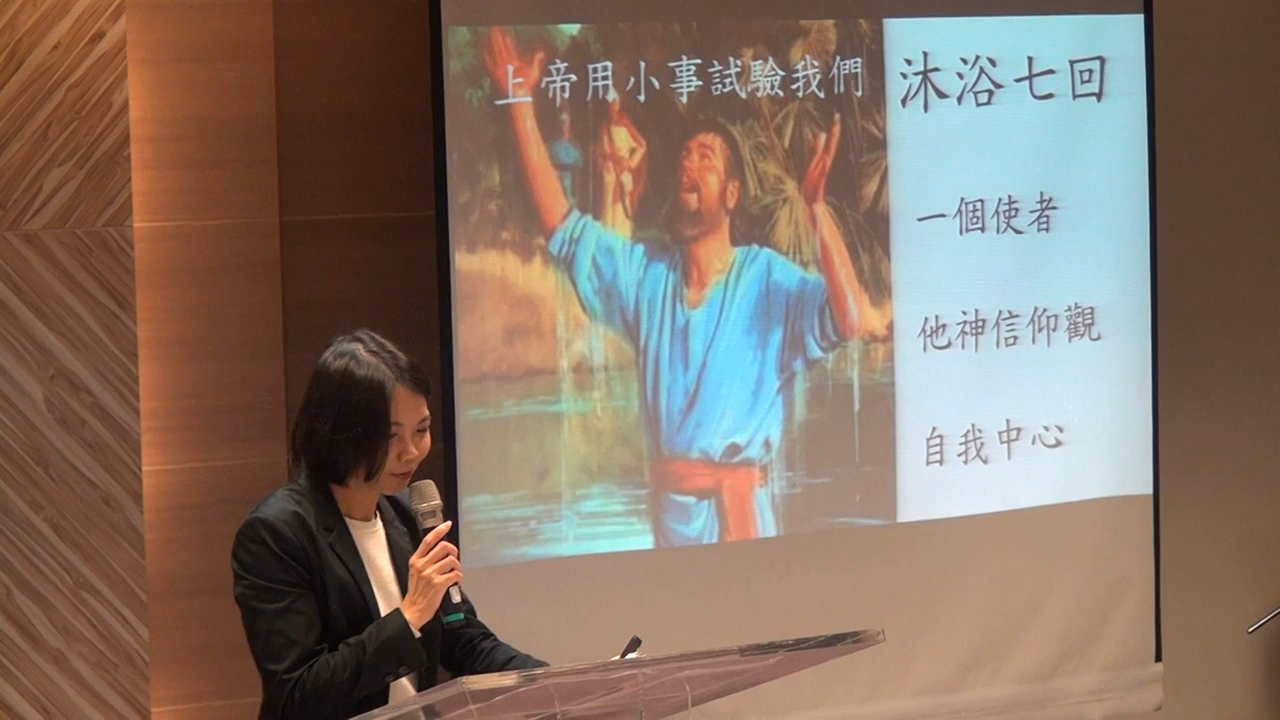 上帝用小事試驗我們
沐浴七回
一個使者
他神信仰觀
自我中心